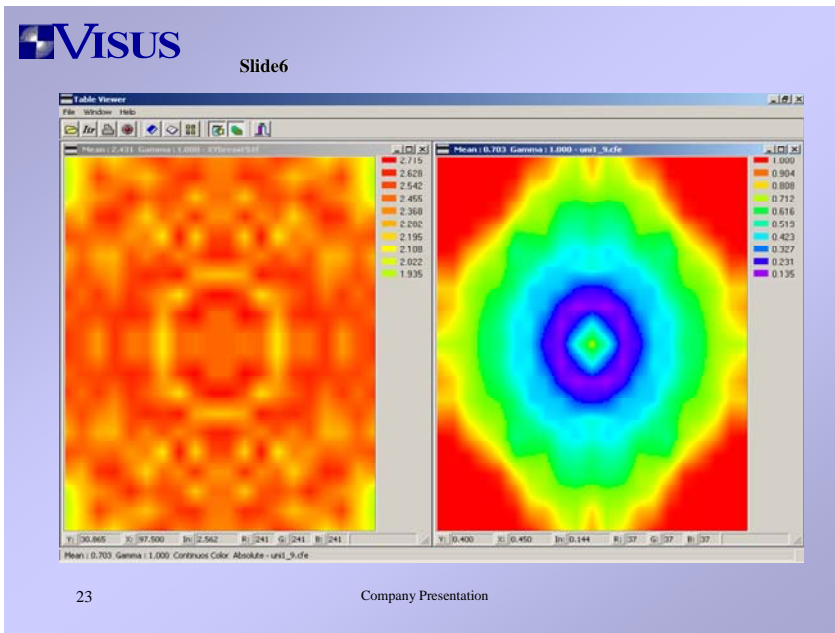 VISUS
Slide6
Table Viewer
File Window Help
Mean : 2.431 Gamma : 1.000 -
Mean : 0.703 Gamma : 1.000 - uni1_9.cfe
2.715
2.628
2.542
2.455
2.368
2.282
2.195
2.108
2.022
1.935
1.000
0.904
0.808
0.712
0.616
0.519
0.423
0.327
0.231
0.135
Y: 30.865 X: 97.500 In: 2.562 R: 241 G: 241 B: 241
Y: 0.400 X: 0.450 In: 0.144 R: 37 G: 37 B: 37
Mean : 0.703 Gamma : 1.000 Continuos Color Absolute - uni1_9.cfe
23
Company Presentation